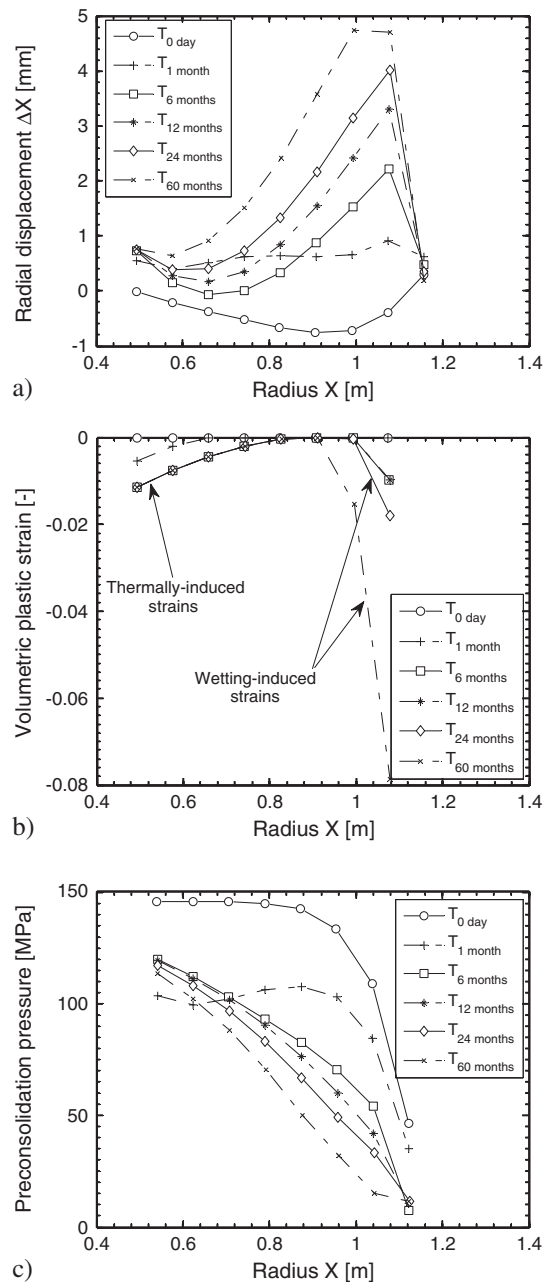 5
4
3
2
1
0
-1
0.4
0.6
0.8
1
1.2
1.4
Radial displacement ΔX [mm]
Radius X [m]
T0 day
T1 month
T6 months
T12 months
T24 months
T60 months
a)
0
-0.02
-0.04
-0.06
-0.08
0.4
0.6
0.8
1
1.2
1.4
Volumetric plastic strain [-]
Radius X [m]
Thermally-induced
strains
Wetting-induced
strains
T0 day
T1 month
T6 months
T12 months
T24 months
T60 months
b)
150
100
50
0
0.4
0.6
0.8
1
1.2
1.4
Preconsolidation pressure [MPa]
Radius X [m]
T0 day
T1 month
T6 months
T12 months
T24 months
T60 months
c)